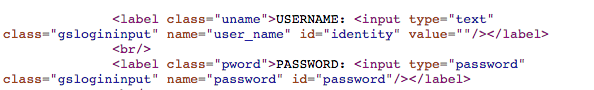 <label class="uname">USERNAME: <input type="text"
class="gslogininput" name="user_name" id="identity" value=""/></label>
<br/>
<label class="pword">PASSWORD: <input type="password"
class="gslogininput" name="password" id="password"/></label>